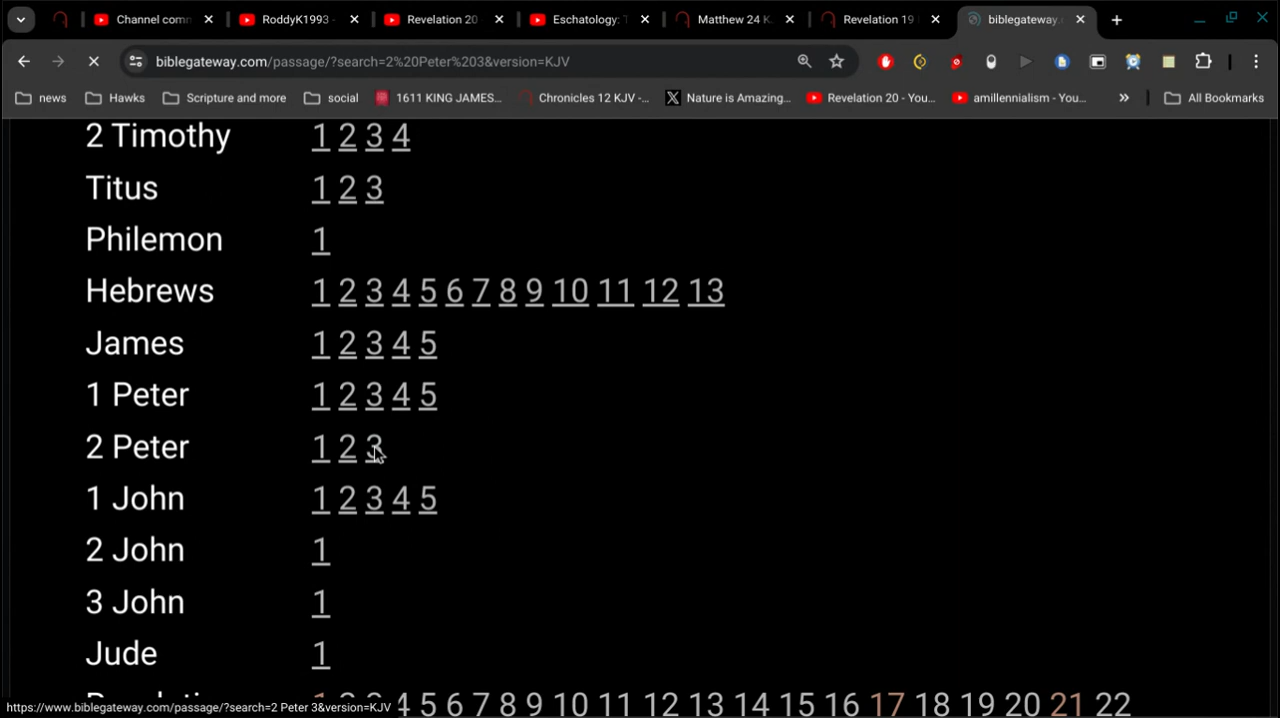 Channel comm
RoddyK1993 -
Revelation 20
Eschatology: T
Matthew 24 K
Revelation 19
biblegateway.
biblegateway.com/passage/?search=2%20Peter%203&version=KJV
news
Hawks
Scripture and more
social
1611 KING JAMES...
Chronicles 12 KJV -...
Nature is Amazing...
Revelation 20 - You...
amillennialism - You...
»
All Bookmarks
2 Timothy 1 2 3 4
Titus 1 2 3
Philemon 1
Hebrews 1 2 3 4 5 6 7 8 9 10 11 12 13
James 1 2 3 4 5
1 Peter 1 2 3 4 5
2 Peter 1 2 3
1 John 1 2 3 4 5
2 John 1
3 John 1
Jude 1
4 5 6 7 8 9 10 11 12 13 14 15 16 17 18 19 20 21 22
https://www.biblegateway.com/passage/?search=2 Peter 3&version=KJV